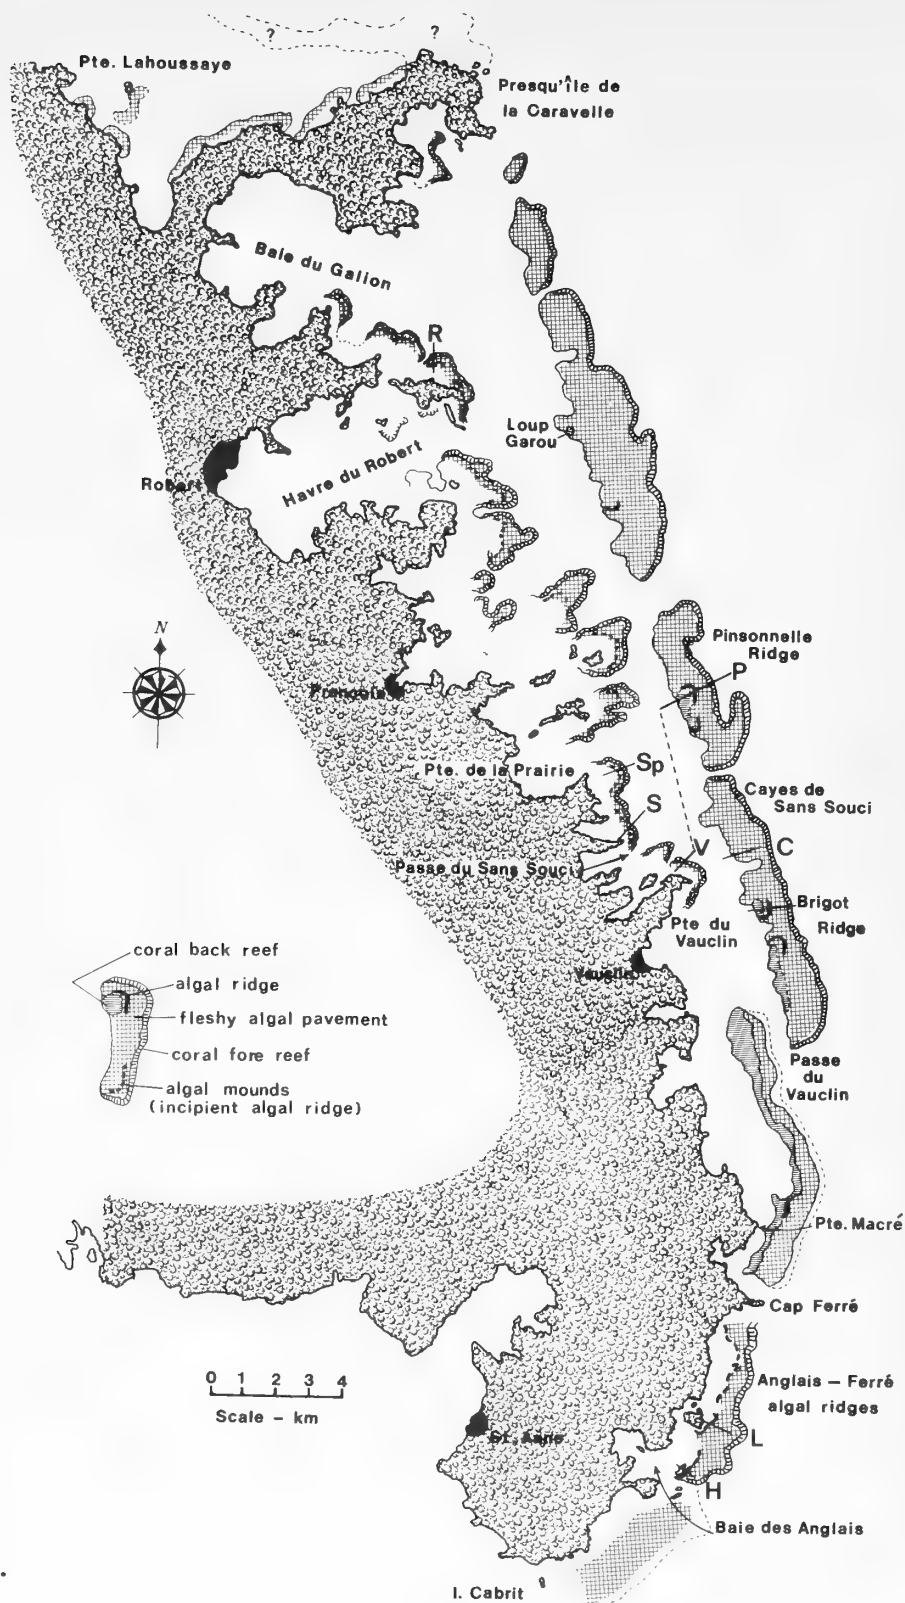 ?
?
Pte. Lahoussaye
Presqu'île de
la Caravelle
Baie du Galion
R
Loup
Garou
Havre du Robert
Robert
N
Pinsonnelle
Ridge
P
François
Pte. de la Prairie
Sp
Cayes de
Sans Souci
S
V
C
Passe du Sans Souci
Brigot
Ridge
Pte du
Vauclin
Vauclin
coral back reef
algal ridge
fleshy algal pavement
coral fore reef
algal mounds
(incipient algal ridge)
Passe
du
Vauclin
Pte. Macré
Cap Ferré
0 1 2 3 4
Scale – km
Anglais – Ferré
algal ridges
St. Anne
L
H
Baie des Anglais
I. Cabrit